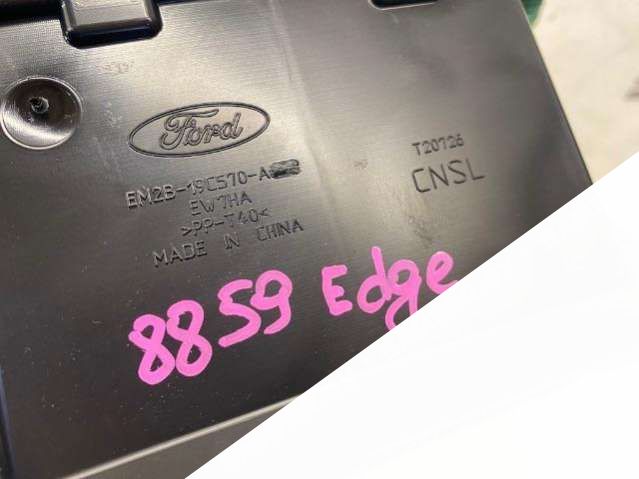 Ford
EM2B-19C570-A
EW7HA
>PP-T40<
MADE IN CHINA
T20726
CNSL
8859 Edge